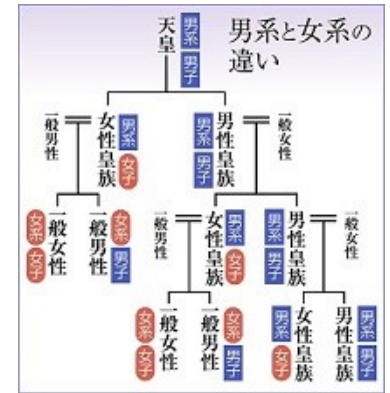 男系と女系の
違い
天皇
男系
男子
一般男性
女性皇族
男系
女子
男性皇族
男系
男子
一般女性
女系
女子
一般女性
一般男性
女系
男子
一般男性
女性皇族
男系
女子
男系
男子
男性皇族
一般女性
女系
女子
一般女性
一般男性
女系
男子
男系
女子
女性皇族
男性皇族
男系
男子